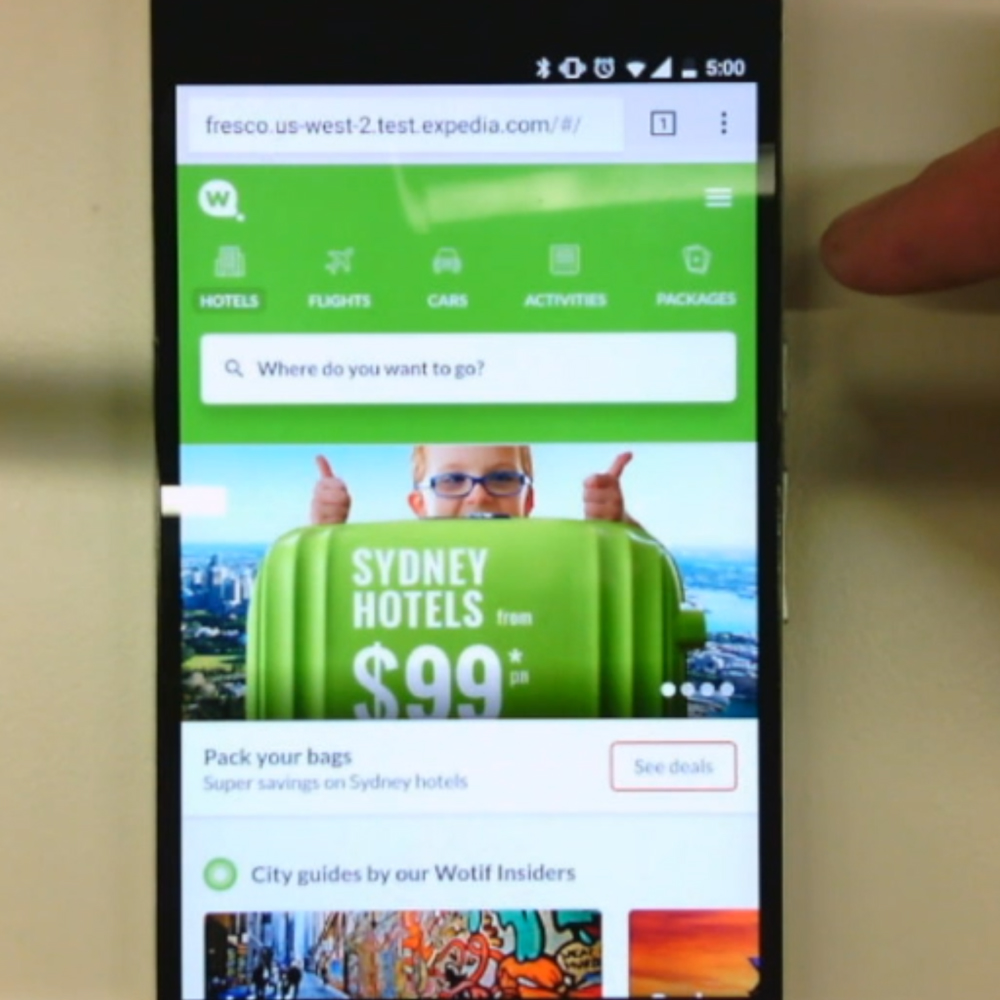 5:00
fresco.us-west-2.test.expedia.com/#/
1
w.
HOTELS FLIGHTS CARS ACTIVITIES PACKAGES
Where do you want to go?
SYDNEY
HOTELS from
$99*
pn
Pack your bags
Super savings on Sydney hotels
See deals
City guides by our Wotif Insiders